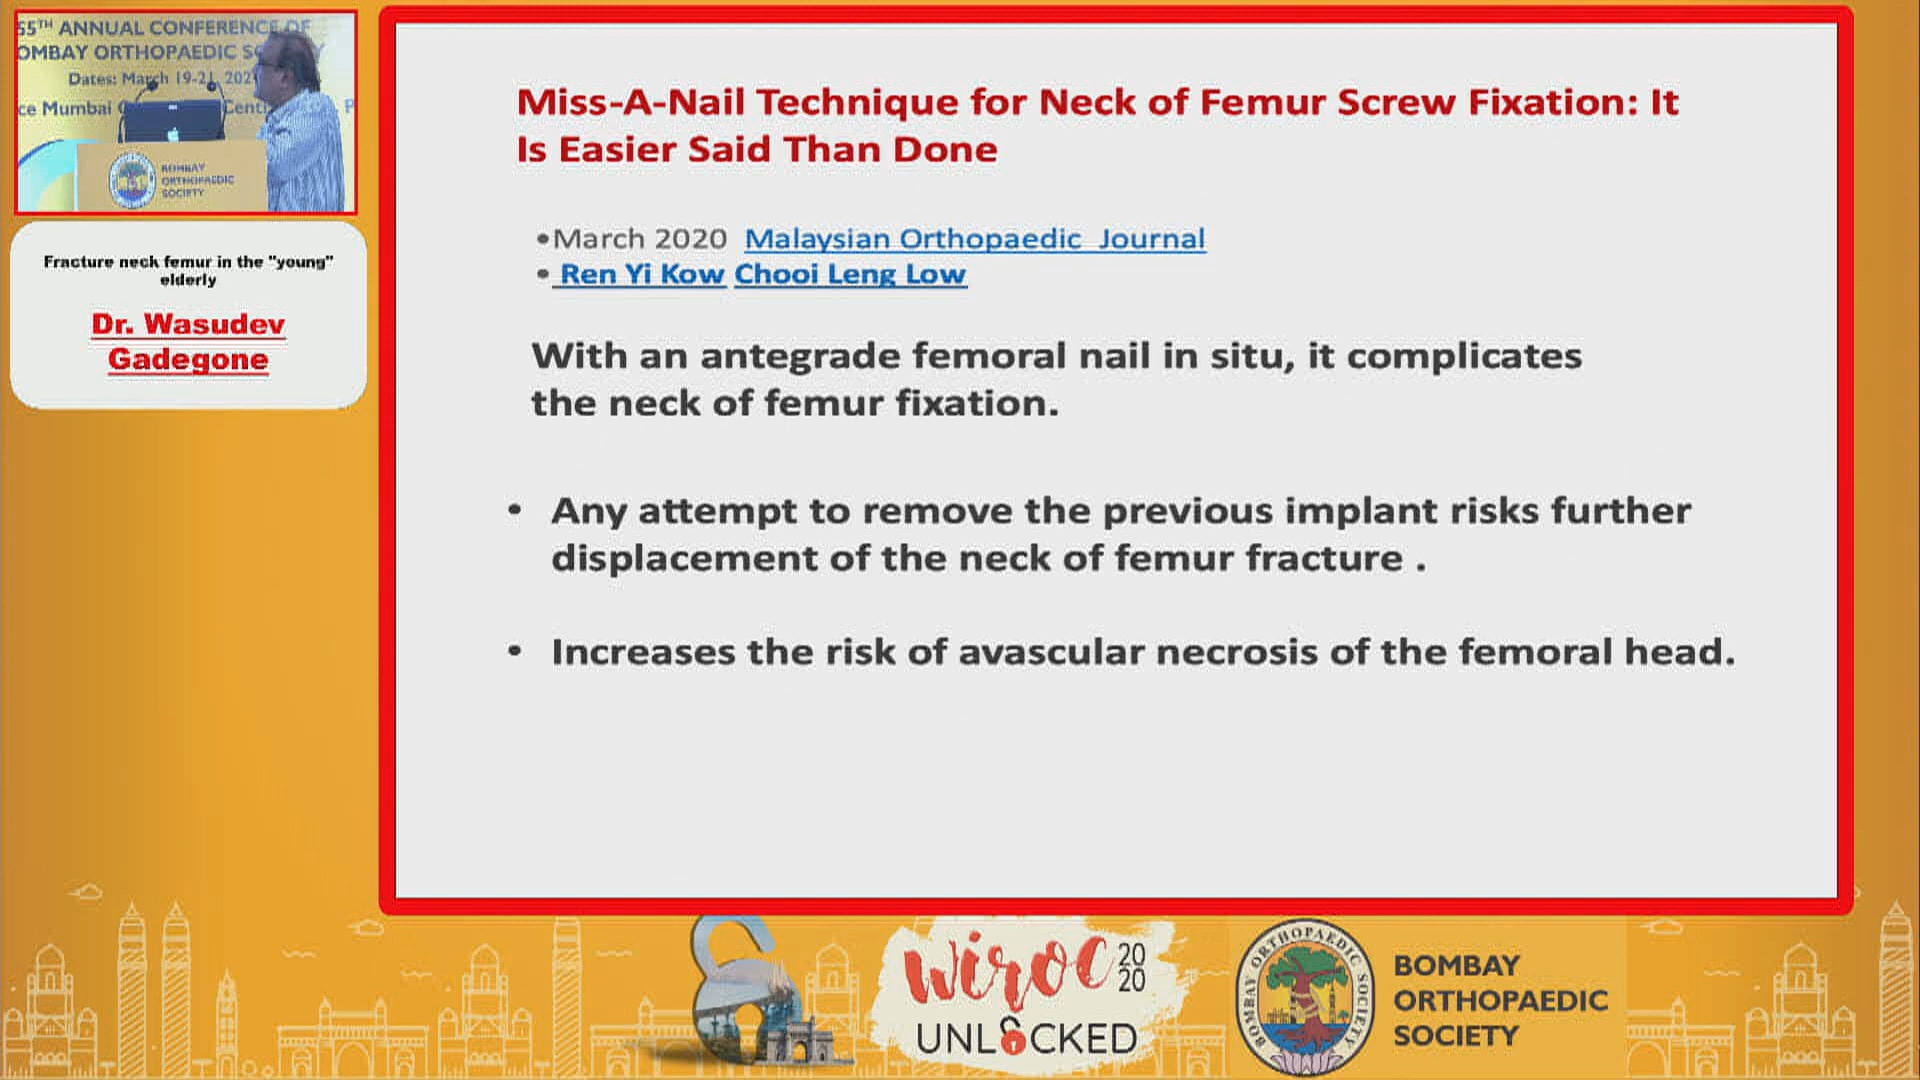 55TH ANNUAL CONFERENCE OF
OMBAY ORTHOPAEDIC
Dates: March 19-21, 202
ce Mumbai
BOMBAY
ORTHOPAEDIC
SOCIETY
Fracture neck femur in the "young"
elderly
Dr. Wasudev
Gadegone
Miss-A-Nail Technique for Neck of Femur Screw Fixation: It
Is Easier Said Than Done
•March 2020 Malaysian Orthopaedic Journal
• Ren Yi Kow Chooi Leng Low
With an antegrade femoral nail in situ, it complicates
the neck of femur fixation.
• Any attempt to remove the previous implant risks further
displacement of the neck of femur fracture .
• Increases the risk of avascular necrosis of the femoral head.
WIROC 20
20
UNLOCKED
BOMBAY ORTHOPAEDIC SOCIETY
BOMBAY
ORTHOPAEDIC
SOCIETY